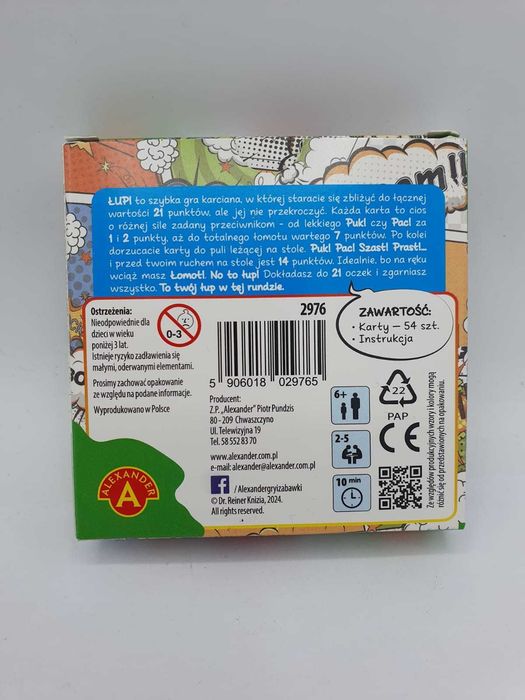 ŁUP! to szybka gra karciana, w której staracie się zbliżyć do łącznej
wartości 21 punktów, ale jej nie przekroczyć. Każda karta to cios
o różnej sile zadany przeciwnikom - od lekkiego Puk! czy Pac! za
1 i 2 punkty, aż do totalnego łomotu wartego 7 punktów. Po kolei
dorzucacie karty do puli leżącej na stole. Puk! Pac! Szast! Prast!...
i przed twoim ruchem na stole jest 14 punktów. Idealnie, bo na ręku
wciąż masz Łomot! No to łup! Dokładasz do 21 oczek i zgarniasz
wszystko. To twój łup w tej rundzie.
Ostrzeżenia:
Nieodpowiednie dla
dzieci w wieku
poniżej 3 lat.
Istnieje ryzyko zadławienia się
małymi, oderwanymi elementami.
Prosimy zachować opakowanie
ze względu na podane informacje.
Wyprodukowano w Polsce
0-3
2976
5 906018 029765
Producent:
Z.P. „Alexander" Piotr Pundzis
80–209 Chwaszczyno
Ul. Telewizyjna 19
Tel. 58 552 83 70
www.alexander.com.pl
e-mail: alexander@alexander.com.pl
/Alexandergryizabawki
© Dr. Reiner Knizia, 2024.
All rights reserved.
ZAWARTOŚĆ:
• Karty – 54 szt.
• Instrukcja
6+
2-5
10 min
22
PAP
CE
Ze względów produkcyjnych wzory i kolory mogą
różnić się od przedstawionych na opakowaniu.
ALEXANDER
A